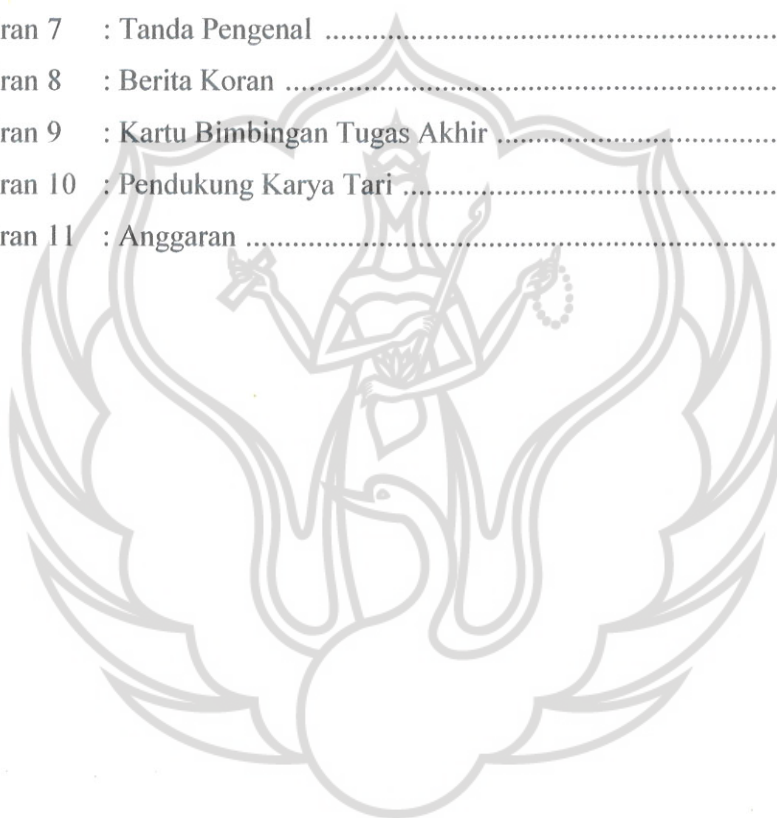 ran 7 : Tanda Pengenal ........................................................
ran 8 : Berita Koran ..............................................................
ran 9 : Kartu Bimbingan Tugas Akhir ................................
ran 10 : Pendukung Karya Tari .............................................
ran 11 : Anggaran ....................................................................